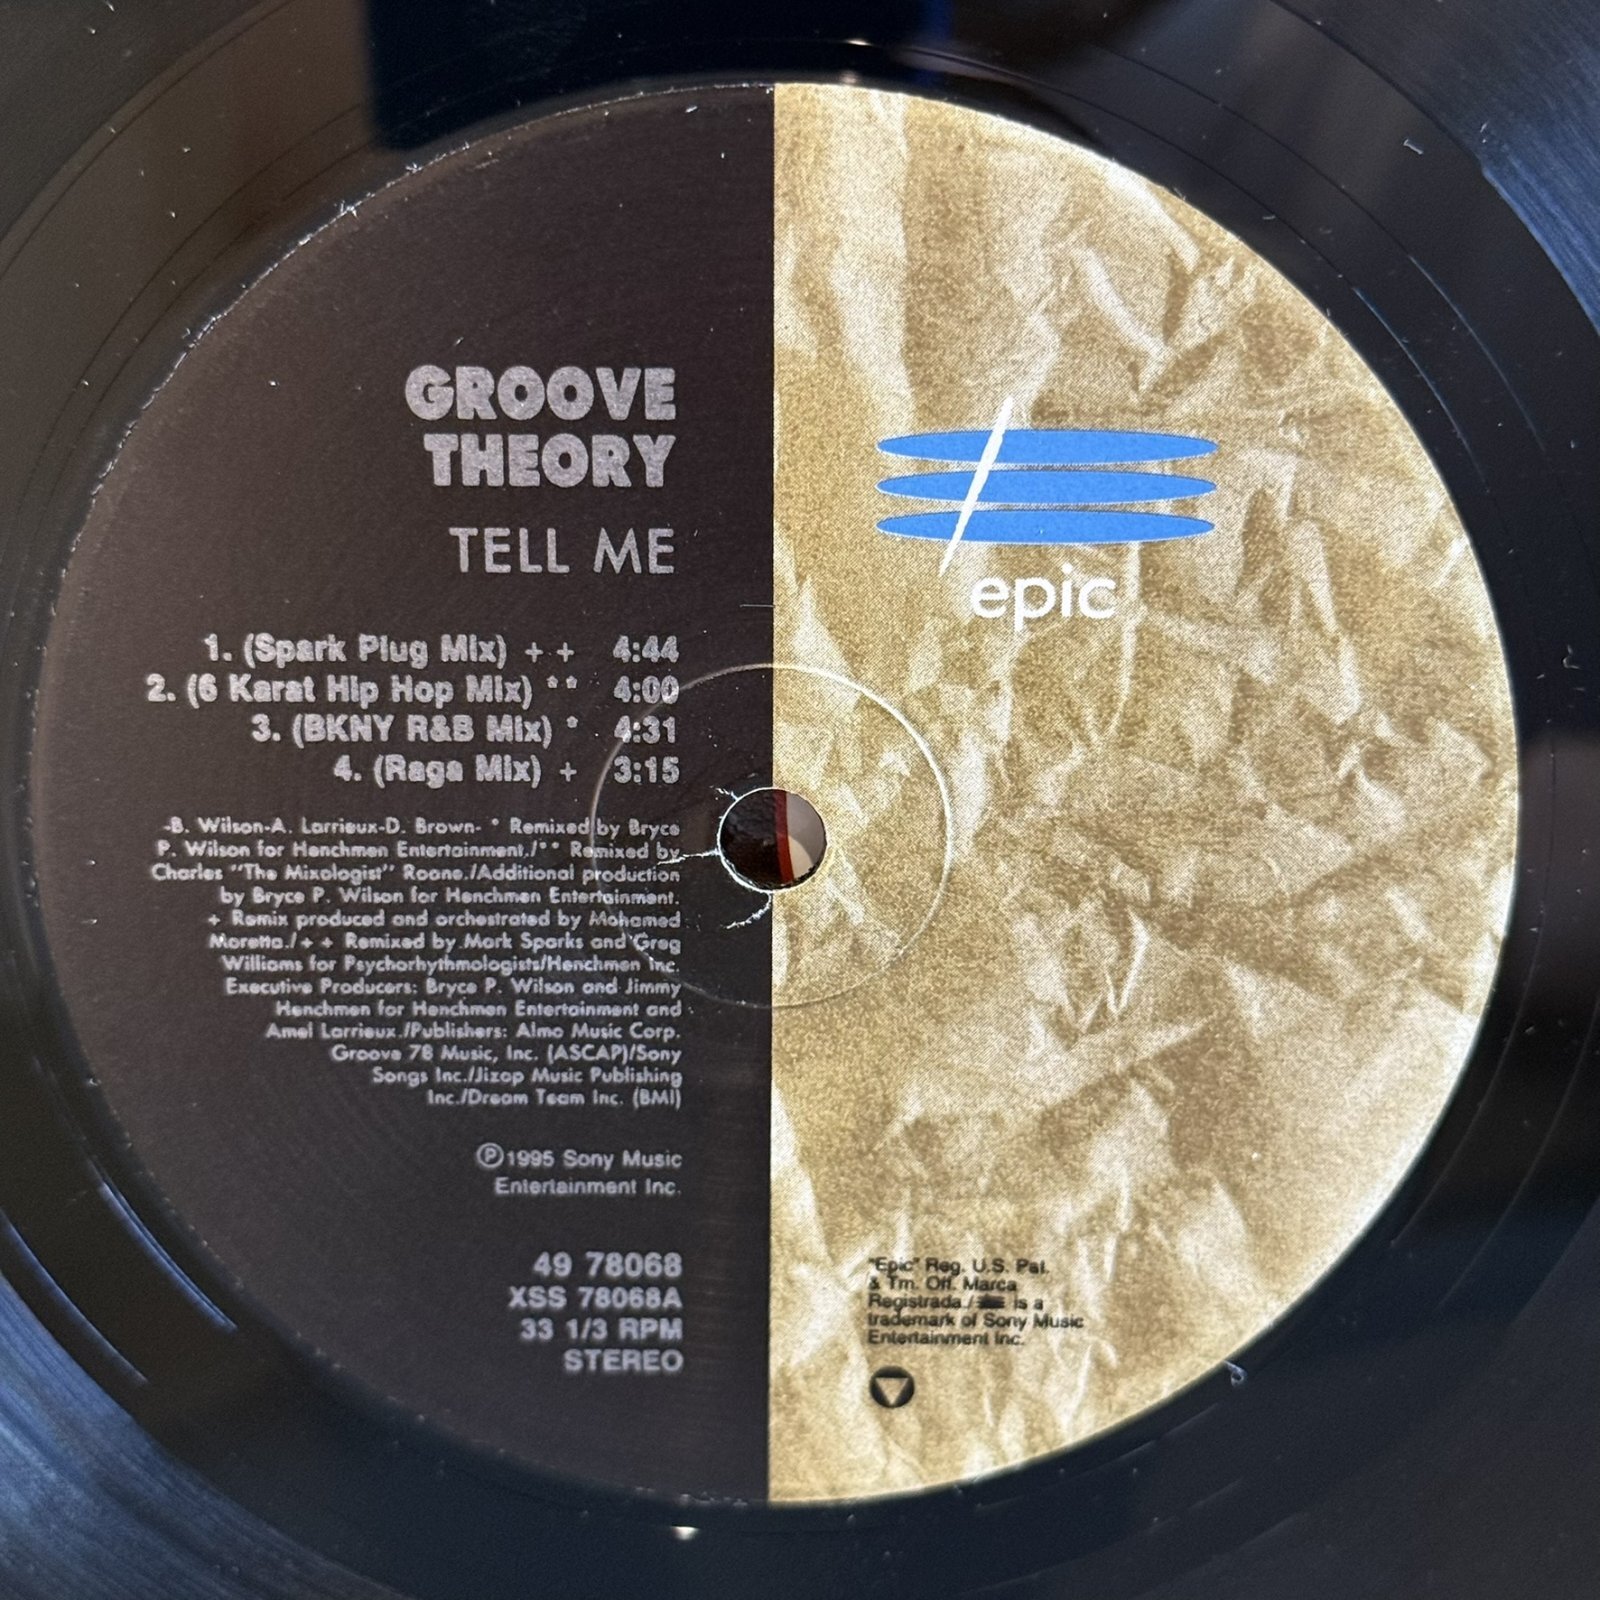 GROOVE
THEORY
TELL ME
1. (Spark Plug Mix) + + 4:44
2. (6 Karat Hip Hop Mix) ** 4:00
3. (BKNY R&B Mix) * 4:31
4. (Raga Mix) + 3:15
-B. Wilson-A. Larrieux-D. Brown- * Remixed by Bryce
P. Wilson for Henchmen Entertainment./** Remixed by
Charles "The Mixologist" Roane./Additional production
by Bryce P. Wilson for Henchmen Entertainment.
+ Remix produced and orchestrated by Mohamed
Moretta./+ + Remixed by Mark Sparks and Greg
Williams for Psychorhythmologists/Henchmen Inc.
Executive Producers: Bryce P. Wilson and Jimmy
Henchmen for Henchmen Entertainment and
Amel Larrieux./Publishers: Almo Music Corp.
Groove 78 Music, Inc. (ASCAP)/Sony
Songs Inc./Jizop Music Publishing
Inc./Dream Team Inc. (BMI)
℗1995 Sony Music
Entertainment Inc.
49 78068
XSS 78068A
33 1/3 RPM
STEREO
epic
"Epic" Reg. U.S. Pat.
& Tm. Off. Marca
Registrada./ is a
trademark of Sony Music
Entertainment Inc.